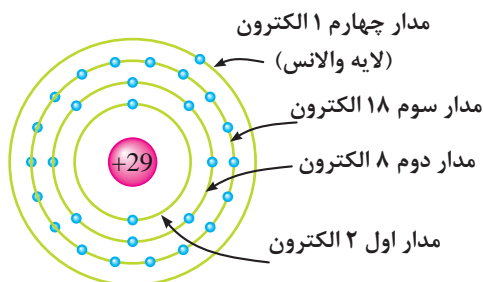 مدار چهارم ۱ الکترون
(لایه والانس)
مدار سوم ۱۸ الکترون
مدار دوم ۸ الکترون
+29
مدار اول ۲ الکترون